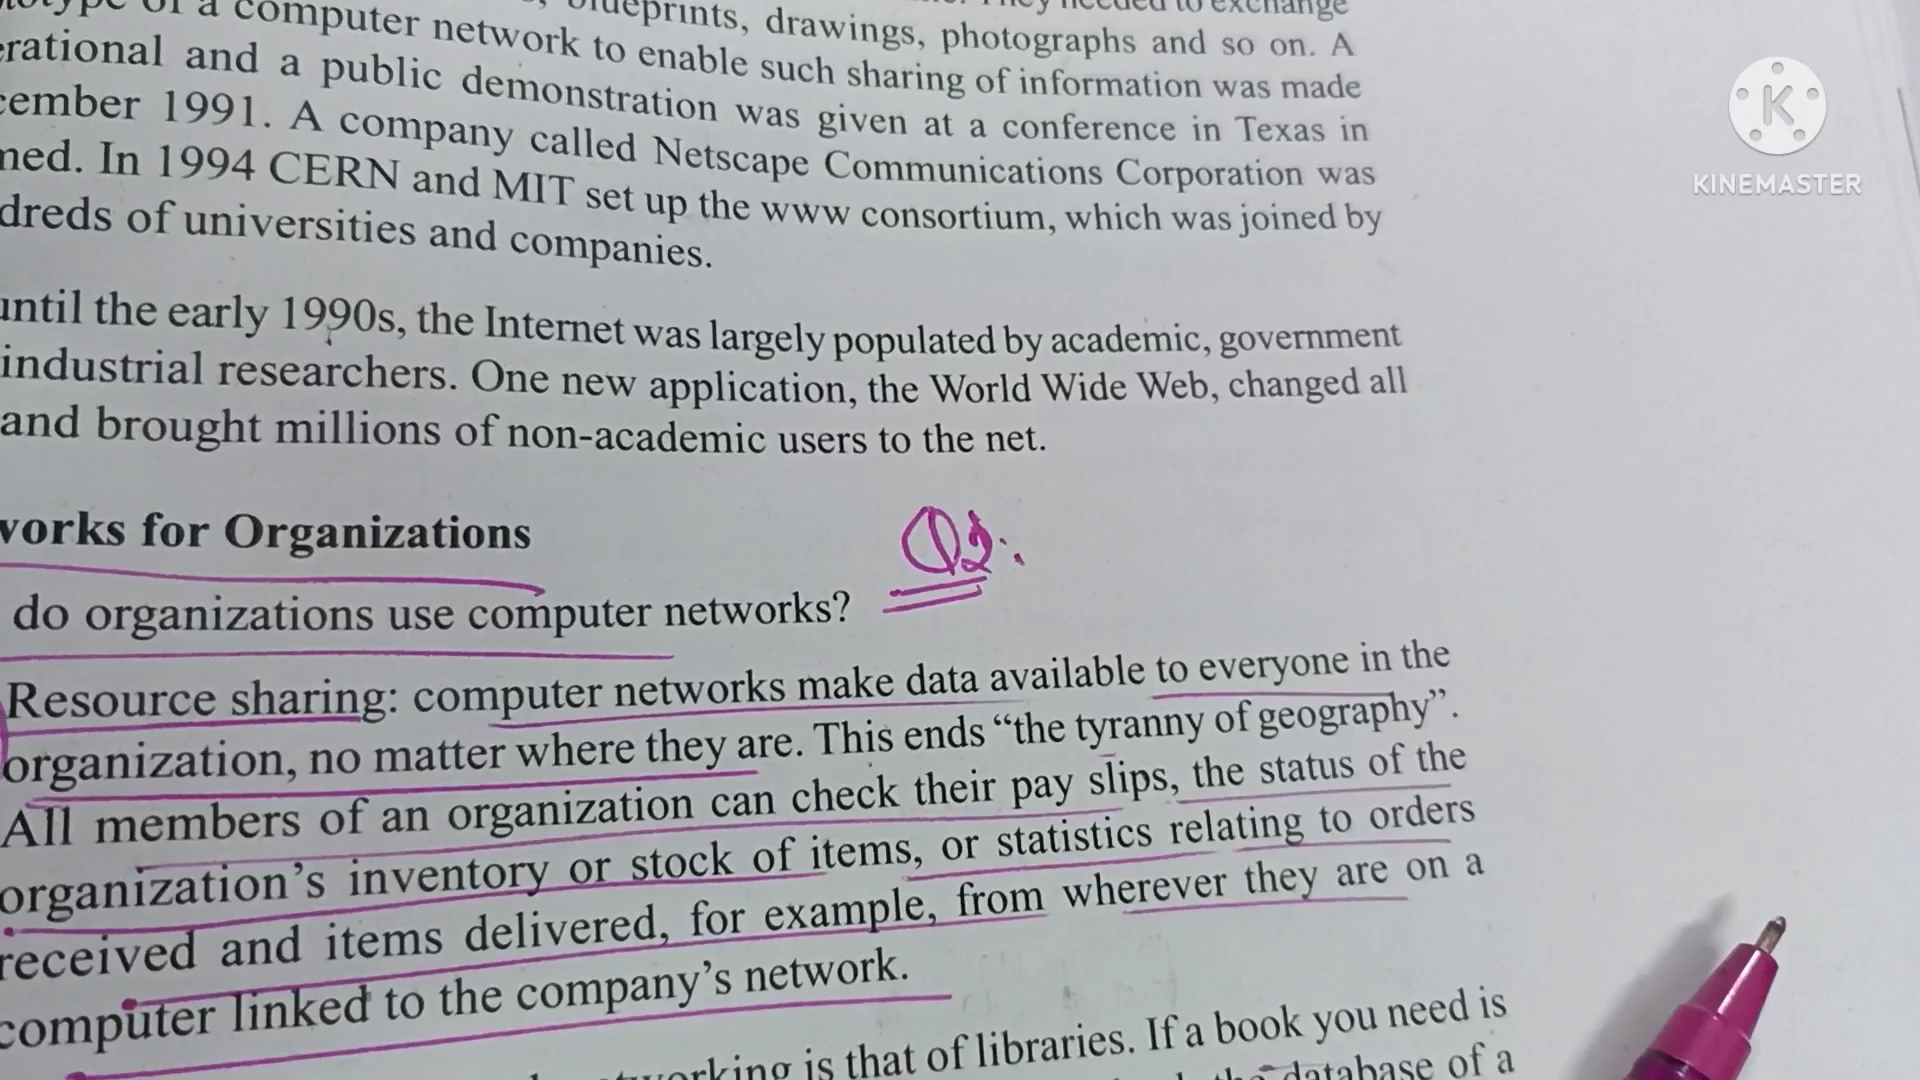 of a computer network to enable such sharing of information was made
blueprints, drawings, photographs and so on. A
rational and a public demonstration was given at a conference in Texas in
cember 1991. A company called Netscape Communications Corporation was
ned. In 1994 CERN and MIT set up the www consortium, which was joined by
dreds of universities and companies.
until the early 1990s, the Internet was largely populated by academic, government
industrial researchers. One new application, the World Wide Web, changed all
and brought millions of non-academic users to the net.
works for Organizations
Q2:
do organizations use computer networks?
Resource sharing: computer networks make data available to everyone in the
organization, no matter where they are. This ends “the tyranny of geography”.
All members of an organization can check their pay slips, the status of the
organization’s inventory or stock of items, or statistics relating to orders
received and items delivered, for example, from wherever they are on a
computer linked to the company’s network.
is that of libraries. If a book you need is
database of a
K
KINEMASTER